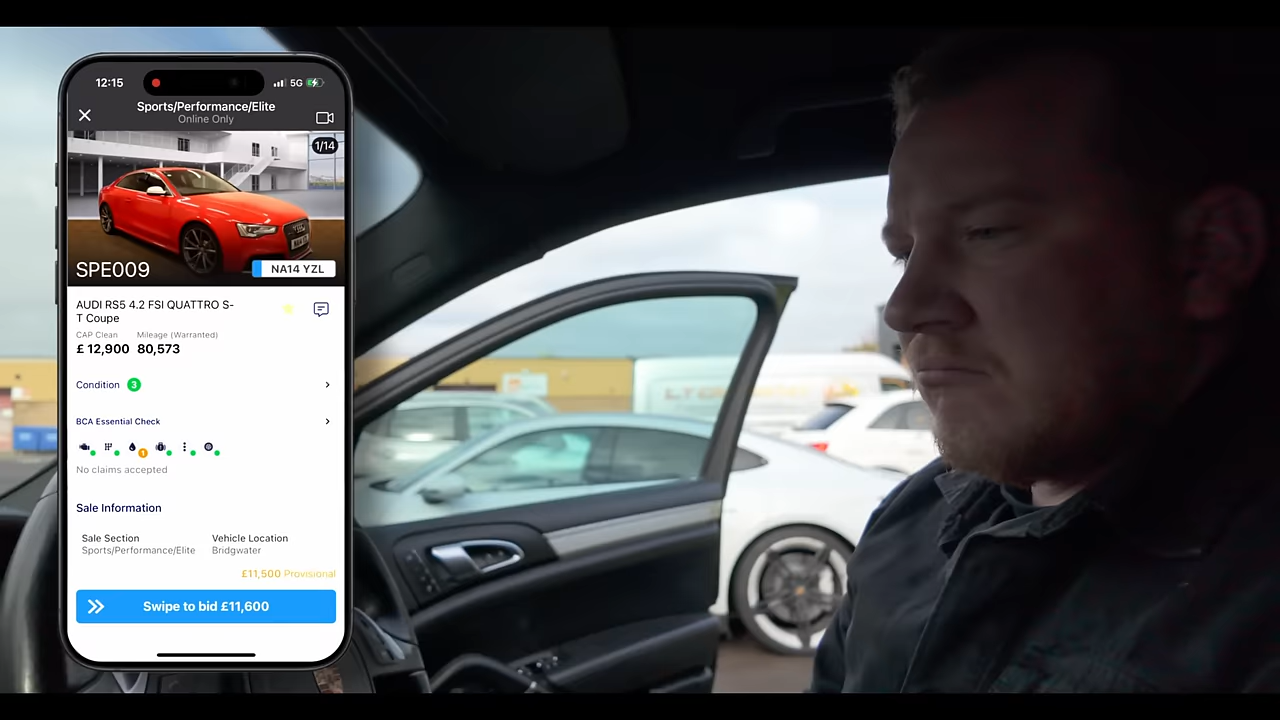 12:15
5G
Sports/Performance/Elite
Online Only
1/14
SPE009
NA14 YZL
AUDI RS5 4.2 FSI QUATTRO S-
T Coupe
CAP Clean Mileage (Warranted)
£ 12,900 80,573
Condition 3
BCA Essential Check
1
No claims accepted
Sale Information
Sale Section Vehicle Location
Sports/Performance/Elite Bridgwater
£11,500 Provisional
Swipe to bid £11,600